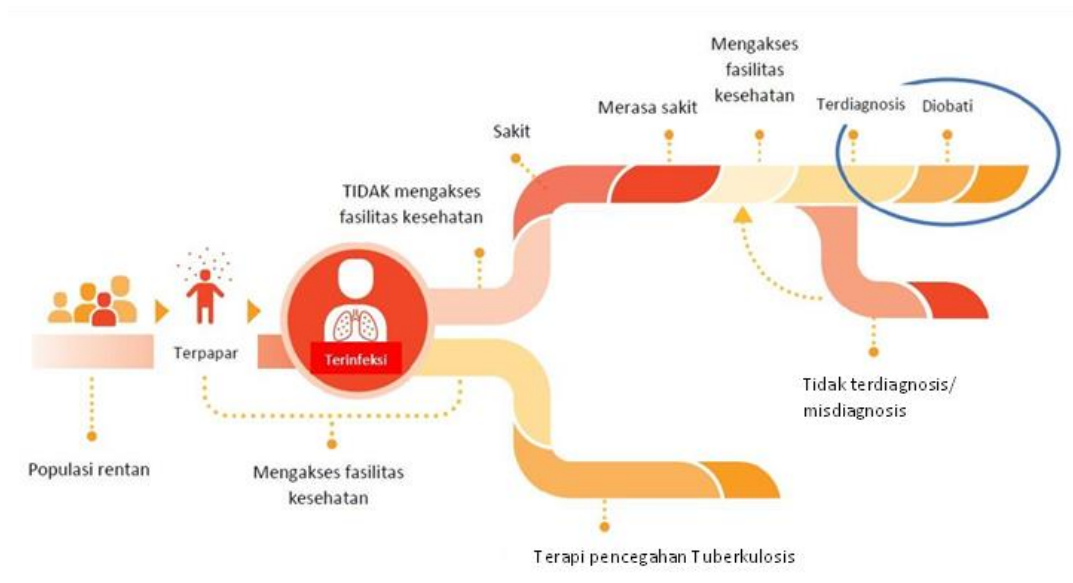 Mengakses
fasilitas
kesehatan
Terdiagnosis
Diobati
Merasa sakit
Sakit
TIDAK mengakses
fasilitas kesehatan
Terpapar
Terinfeksi
Tidak terdiagnosis/
misdiagnosis
Populasi rentan
Mengakses fasilitas
kesehatan
Terapi pencegahan Tuberkulosis